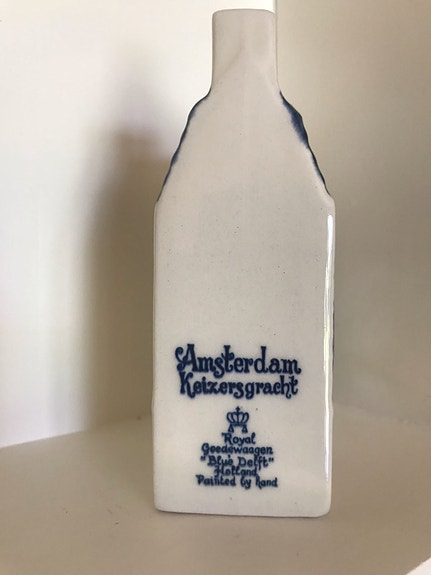 Amsterdam
Keizersgracht
Royal
Goedewaagen
"Blue Delft"
Holland
Painted by hand